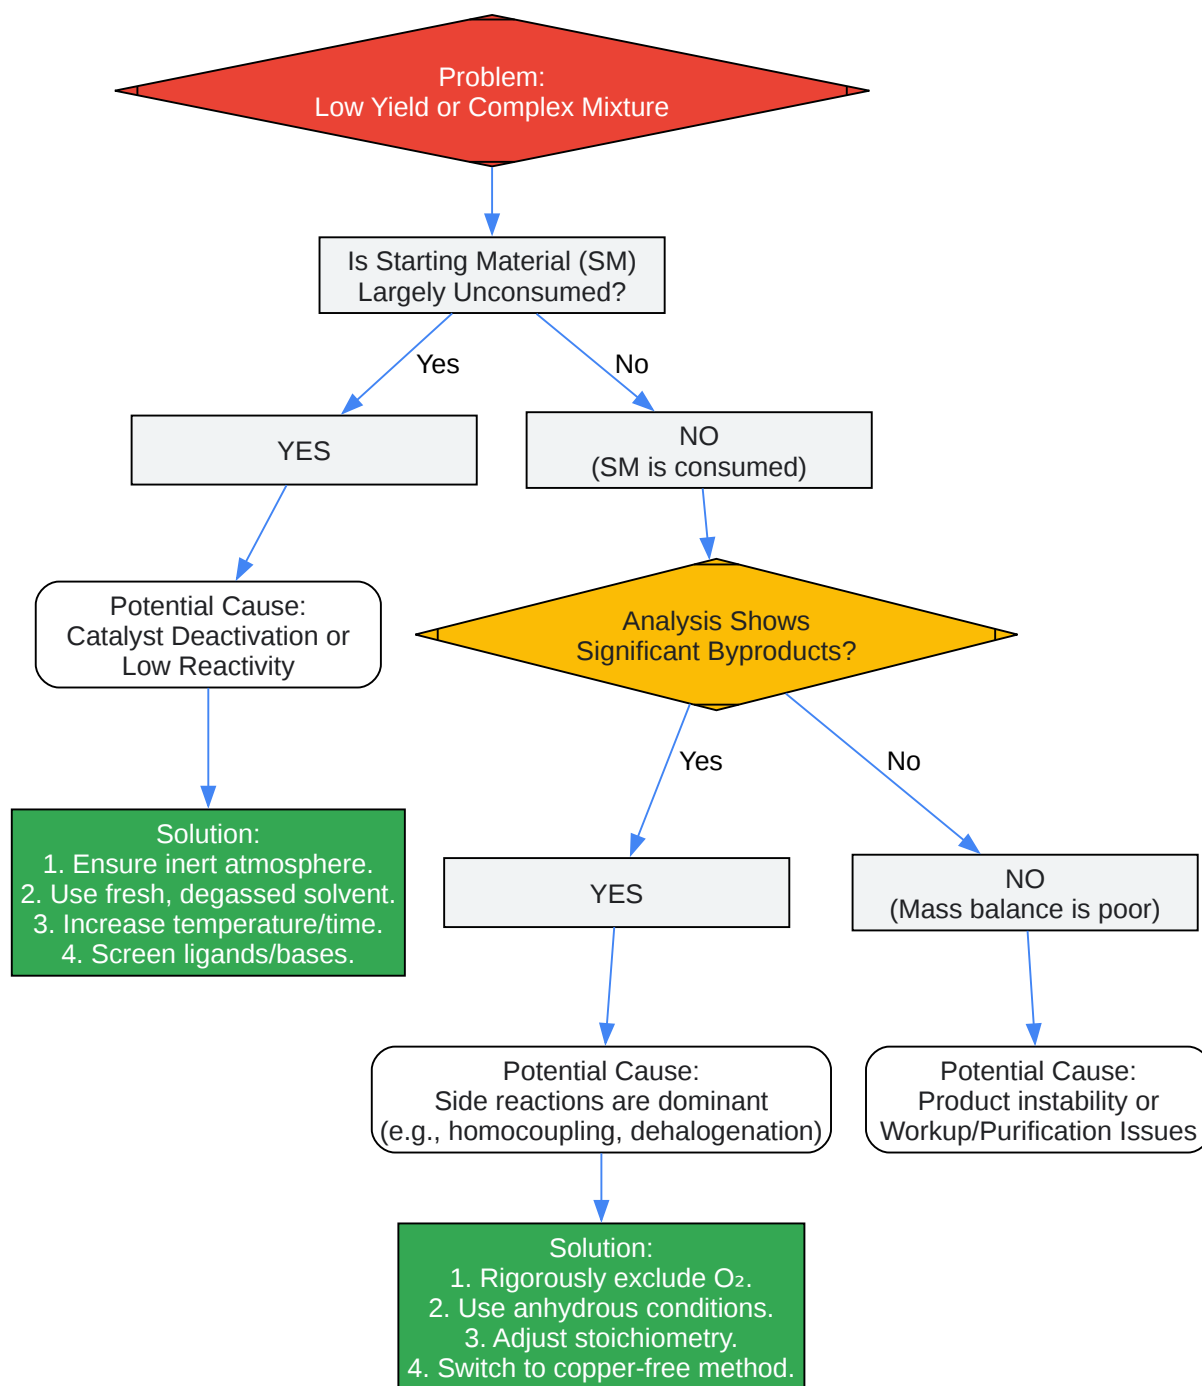 Problem:
Low Yield or Complex Mixture
Is Starting Material (SM)
Largely Unconsumed?
Yes
No
YES
NO
(SM is consumed)
Potential Cause:
Catalyst Deactivation or
Low Reactivity
Analysis Shows
Significant Byproducts?
Yes
No
Solution:
1. Ensure inert atmosphere.
2. Use fresh, degassed solvent.
3. Increase temperature/time.
4. Screen ligands/bases.
YES
NO
(Mass balance is poor)
Potential Cause:
Side reactions are dominant
(e.g., homocoupling, dehalogenation)
Potential Cause:
Product instability or
Workup/Purification Issues
Solution:
1. Rigorously exclude O₂.
2. Use anhydrous conditions.
3. Adjust stoichiometry.
4. Switch to copper-free method.